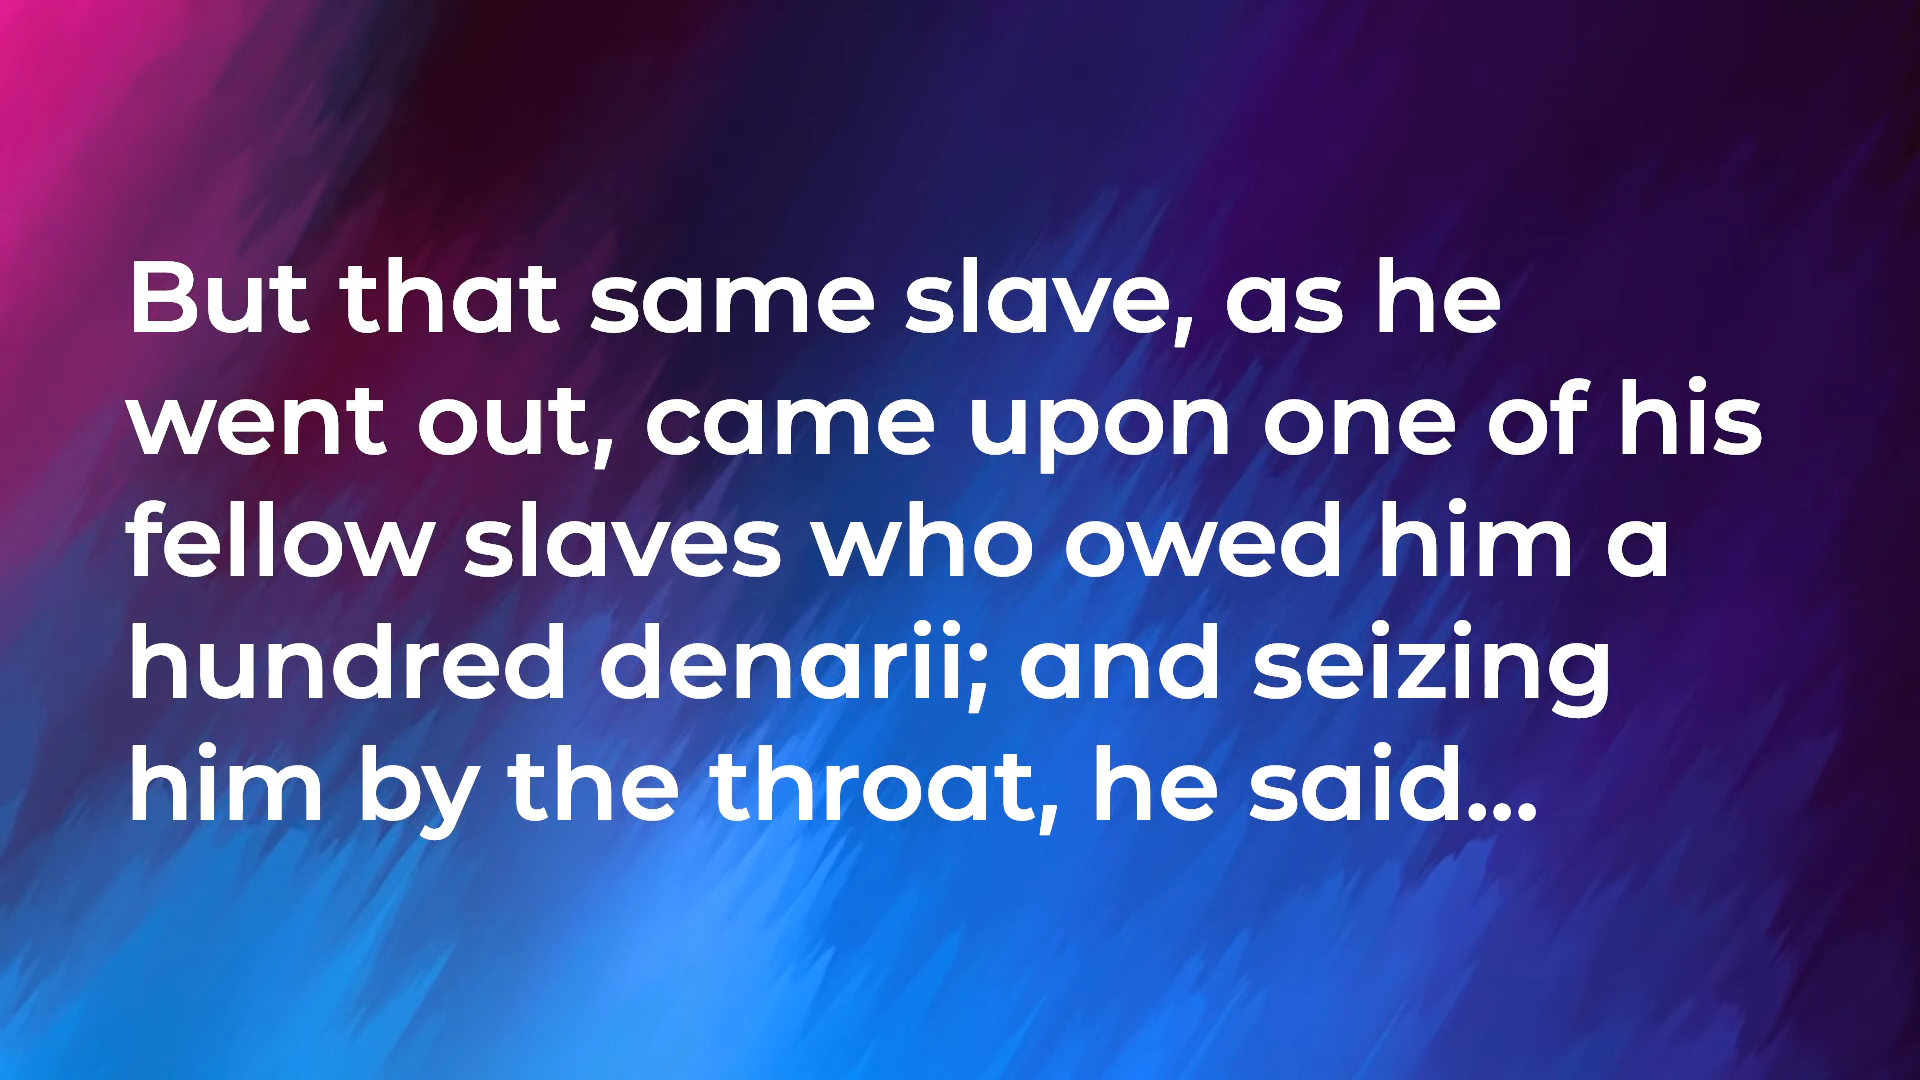 But that same slave, as he
went out, came upon one of his
fellow slaves who owed him a
hundred denarii; and seizing
him by the throat, he said...